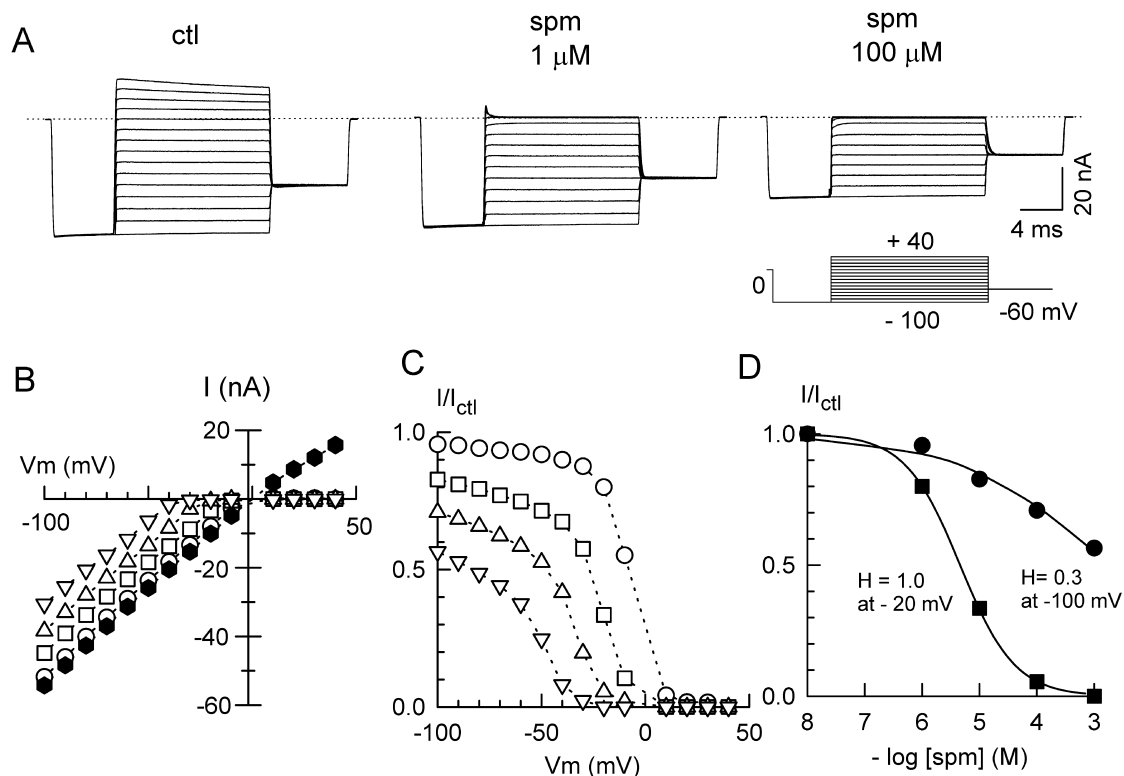 A
ctl
spm
1 μM
spm
100 μM
20 nA
4 ms
+ 40
0
- 100
-60 mV
B
I (nA)
20
Vm (mV)
-100
50
-20
-40
-60
C
I/Ictl
1.0
0.5
0.0
-100
-50
0
50
Vm (mV)
D
I/Ictl
1.0
0.5
0.0
H = 1.0
at - 20 mV
H= 0.3
at -100 mV
8
7
6
5
4
3
- log [spm] (M)